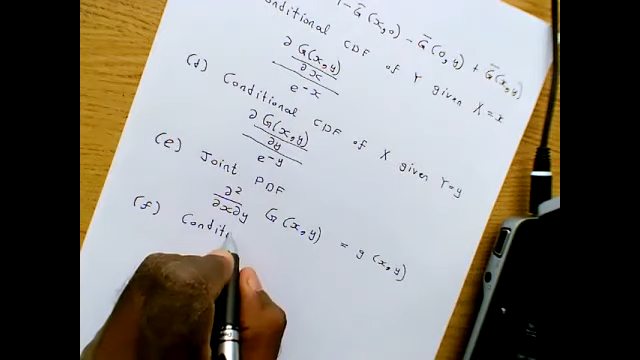 1 - G̅(x,0) - G̅(0,y) + G̅(x,y)
Conditional CDF of Y given X = x
∂ G(x,y)
∂x
e-x
(d) Conditional CDF of X given Y=y
∂ G(x,y)
∂y
e-y
(e) Joint PDF
∂² / ∂x∂y G(x,y) = g(x,y)
(f) Condit